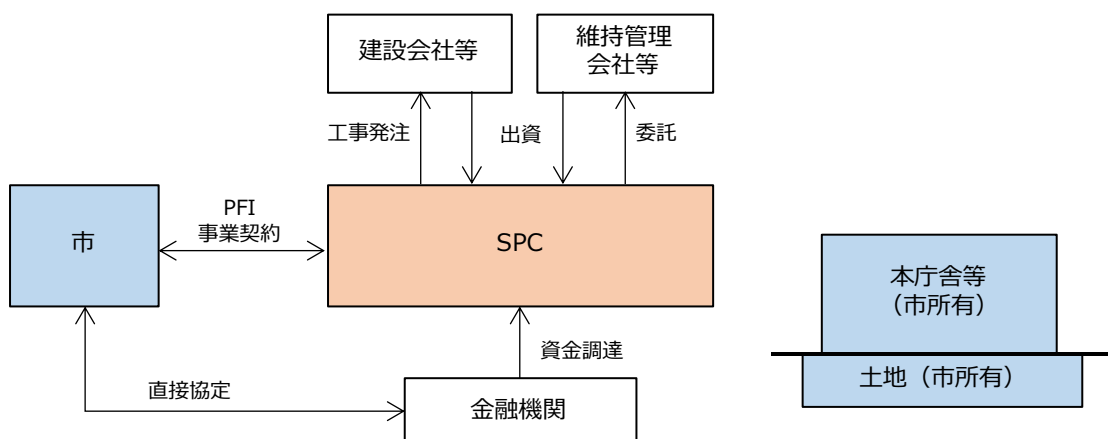 建設会社等
維持管理
会社等
工事発注
出資
委託
市
PFI
事業契約
SPC
資金調達
直接協定
金融機関
本庁舎等
（市所有）
土地（市所有）